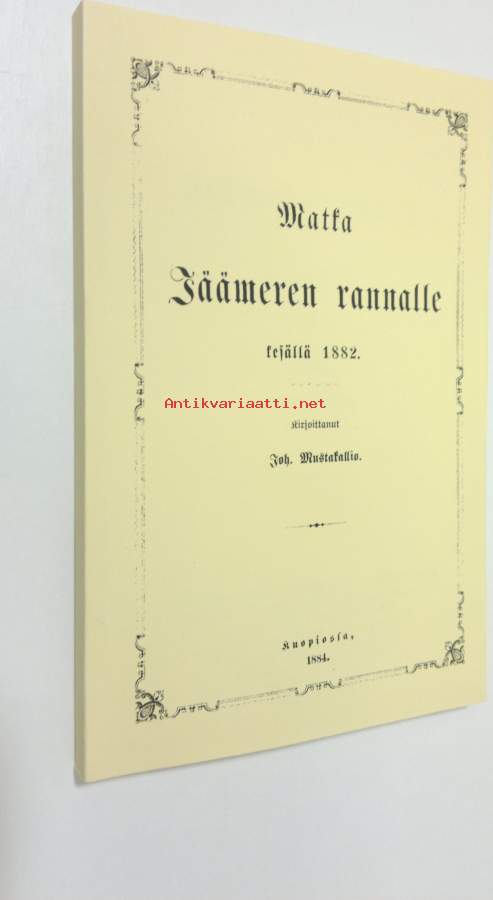 Matka
Jäämeren rannalle
kesällä 1882.
Antikvariaatti.net
Kirjoittanut
Joh. Mustakallio.
Kuopiossa,
1884.